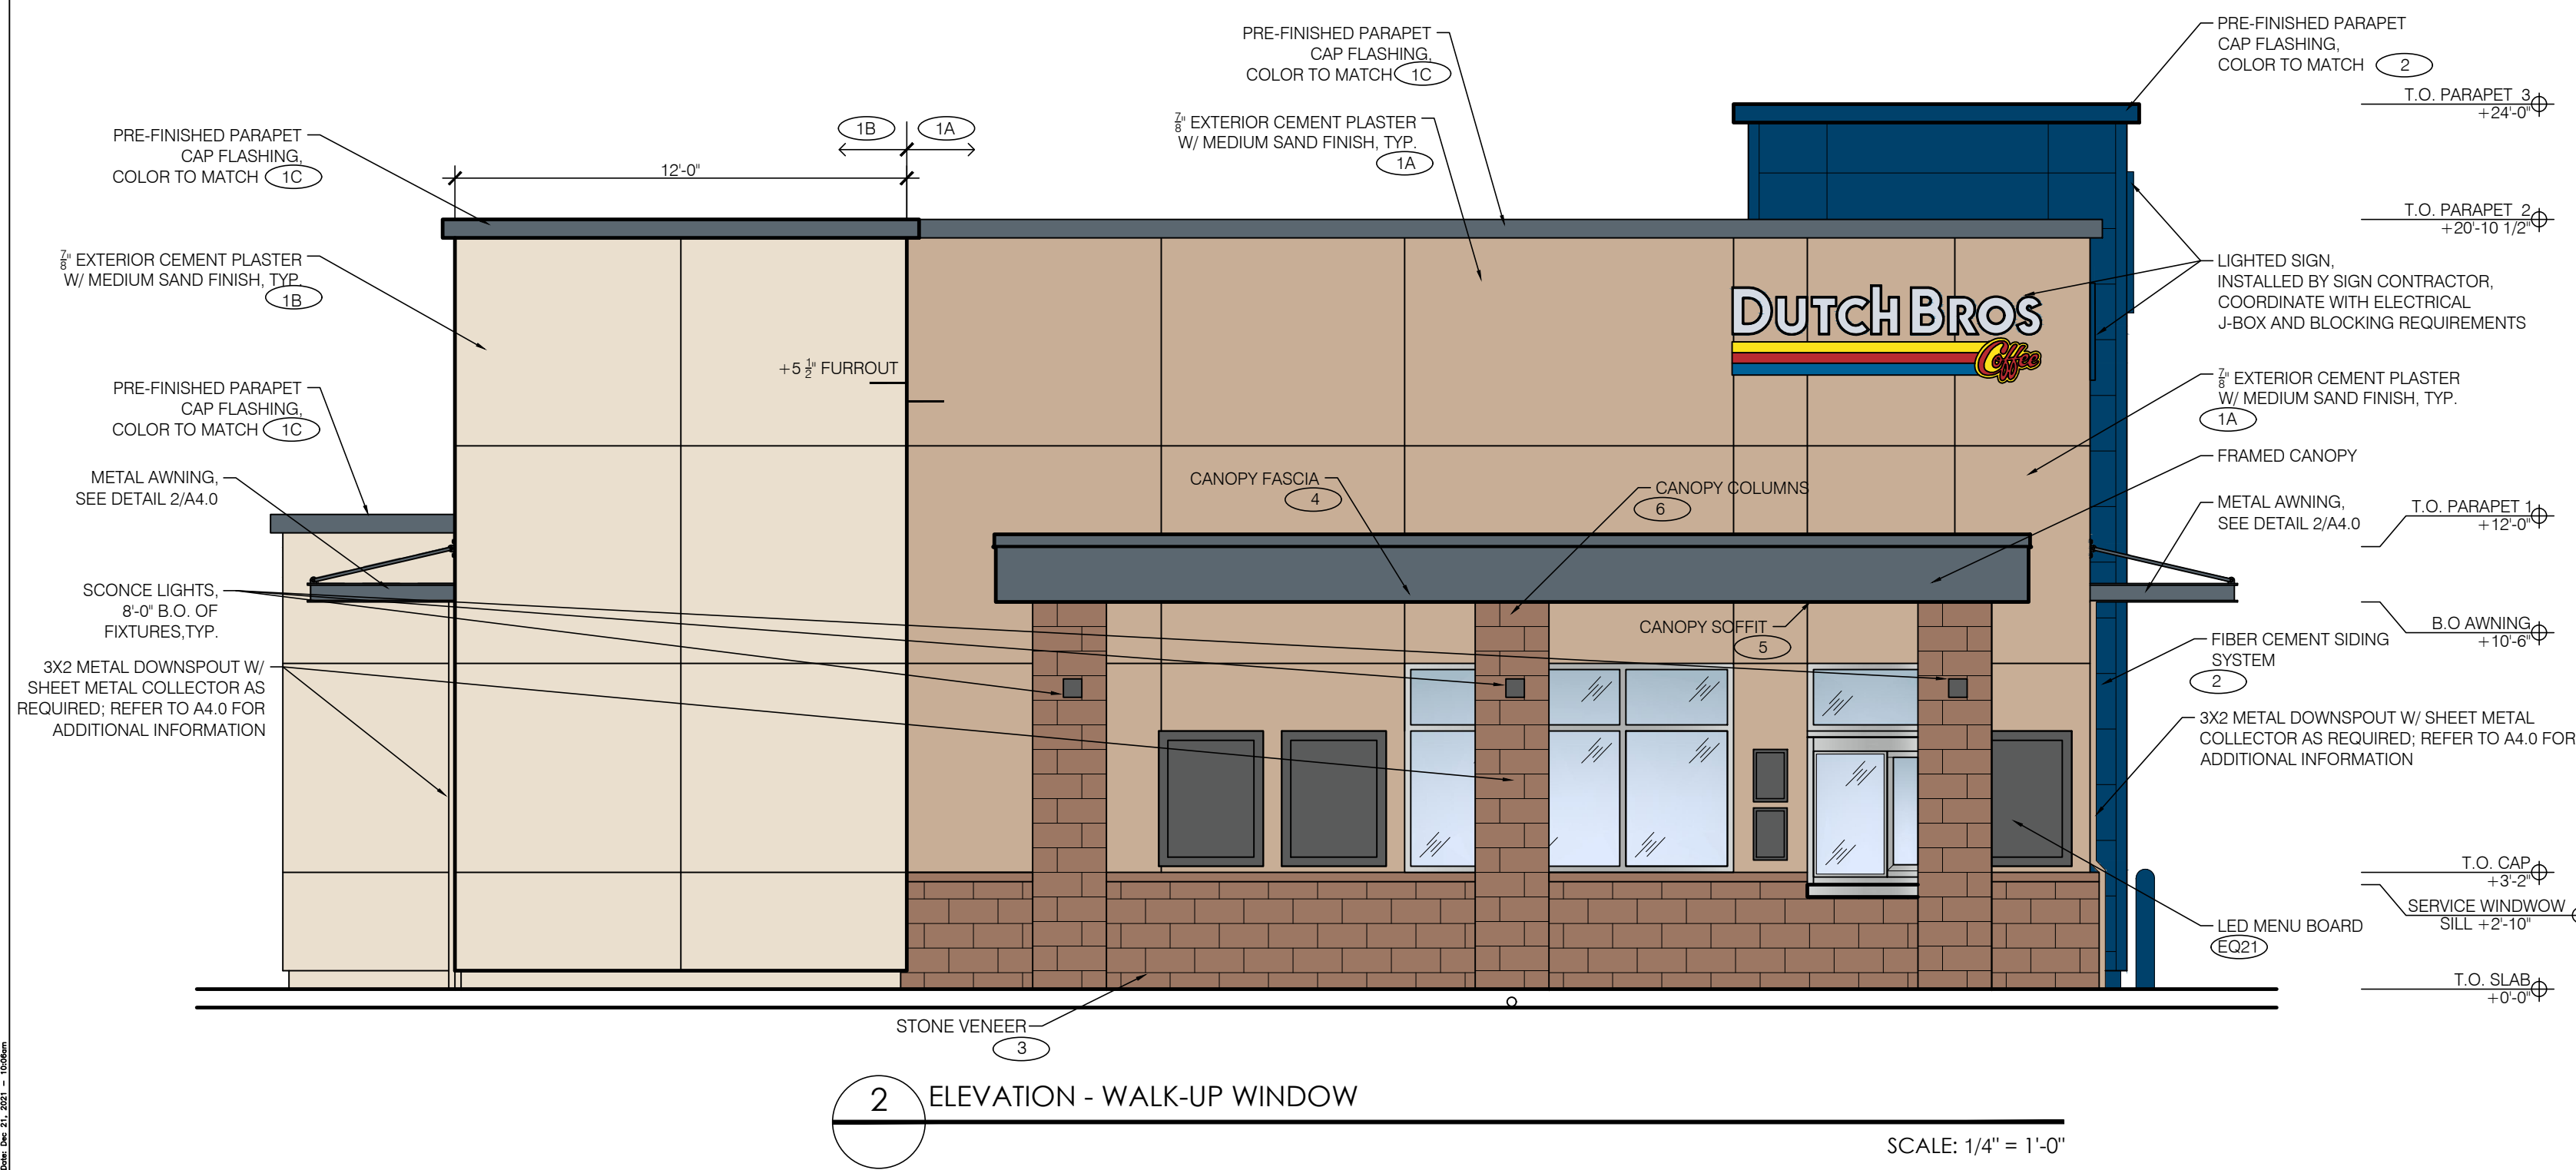 PRE-FINISHED PARAPET
CAP FLASHING,
COLOR TO MATCH 1C
7/8" EXTERIOR CEMENT PLASTER
W/ MEDIUM SAND FINISH, TYP.
1B
PRE-FINISHED PARAPET
CAP FLASHING,
COLOR TO MATCH 1C
METAL AWNING,
SEE DETAIL 2/A4.0
SCONCE LIGHTS,
8'-0" B.O. OF
FIXTURES,TYP.
3X2 METAL DOWNSPOUT W/
SHEET METAL COLLECTOR AS
REQUIRED; REFER TO A4.0 FOR
ADDITIONAL INFORMATION
12'-0"
1B 1A
+5 1/2" FURROUT
PRE-FINISHED PARAPET
CAP FLASHING,
COLOR TO MATCH 1C
7/8" EXTERIOR CEMENT PLASTER
W/ MEDIUM SAND FINISH, TYP.
1A
DUTCH BROS
Coffee
CANOPY FASCIA
4
CANOPY COLUMNS
6
CANOPY SOFFIT
5
STONE VENEER
3
PRE-FINISHED PARAPET
CAP FLASHING,
COLOR TO MATCH 2
LIGHTED SIGN,
INSTALLED BY SIGN CONTRACTOR,
COORDINATE WITH ELECTRICAL
J-BOX AND BLOCKING REQUIREMENTS
7/8" EXTERIOR CEMENT PLASTER
W/ MEDIUM SAND FINISH, TYP.
1A
FRAMED CANOPY
METAL AWNING,
SEE DETAIL 2/A4.0
FIBER CEMENT SIDING
SYSTEM
2
3X2 METAL DOWNSPOUT W/ SHEET METAL
COLLECTOR AS REQUIRED; REFER TO A4.0 FOR
ADDITIONAL INFORMATION
LED MENU BOARD
EQ21
T.O. PARAPET 3
+24'-0"
T.O. PARAPET 2
+20'-10 1/2"
T.O. PARAPET 1
+12'-0"
B.O AWNING
+10'-6"
T.O. CAP
+3'-2"
SERVICE WINDWOW
SILL +2'-10"
T.O. SLAB
+0'-0"
2 ELEVATION - WALK-UP WINDOW
SCALE: 1/4" = 1'-0"
Date: Dec 21, 2021 - 10:06am